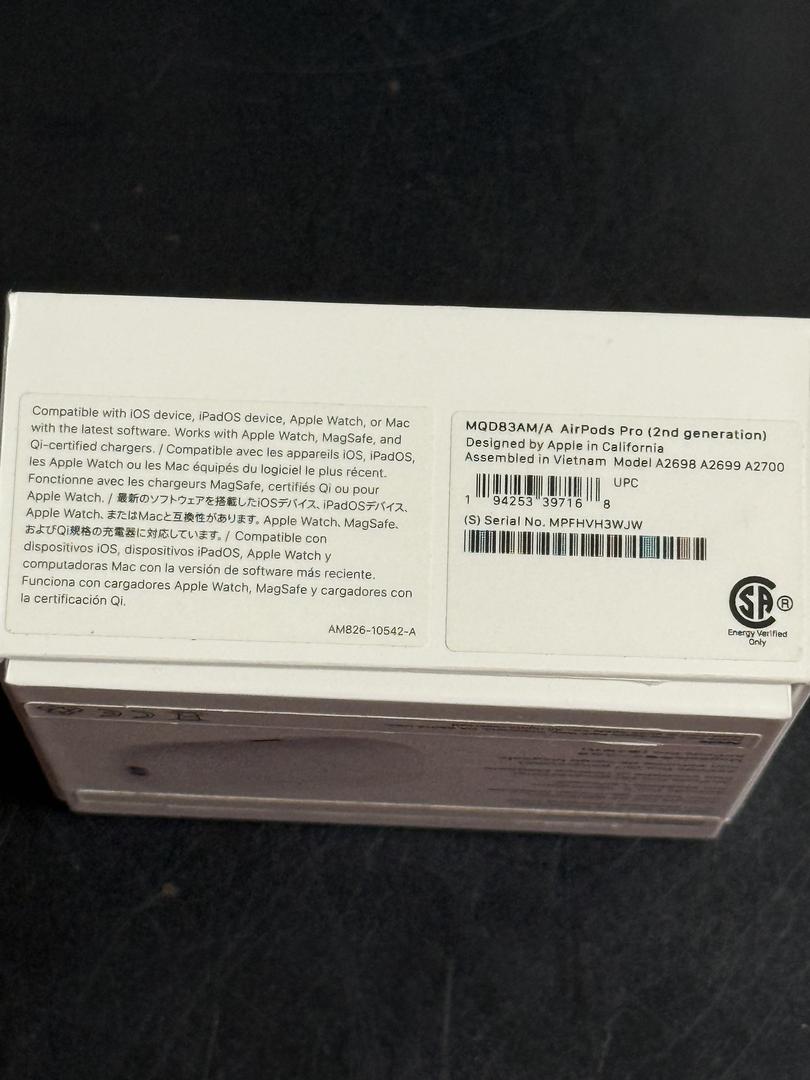 Compatible with iOS device, iPadOS device, Apple Watch, or Mac
with the latest software. Works with Apple Watch, MagSafe, and
Qi-certified chargers. / Compatible avec les appareils iOS, iPadOS,
les Apple Watch ou les Mac équipés du logiciel le plus récent.
Fonctionne avec les chargeurs MagSafe, certifiés Qi ou pour
Apple Watch. / 最新のソフトウェアを搭載したiOSデバイス、iPadOSデバイス、
Apple Watch、またはMacと互換性があります。Apple Watch、MagSafe、
およびQi規格の充電器に対応しています。/ Compatible con
dispositivos iOS, dispositivos iPadOS, Apple Watch y
computadoras Mac con la versión de software más reciente.
Funciona con cargadores Apple Watch, MagSafe y cargadores con
la certificación Qi.
AM826-10542-A
MQD83AM/A AirPods Pro (2nd generation)
Designed by Apple in California
Assembled in Vietnam Model A2698 A2699 A2700
UPC
1 94253 39716 8
(S) Serial No. MPFHVH3WJW
SA ®
Energy Verified
Only